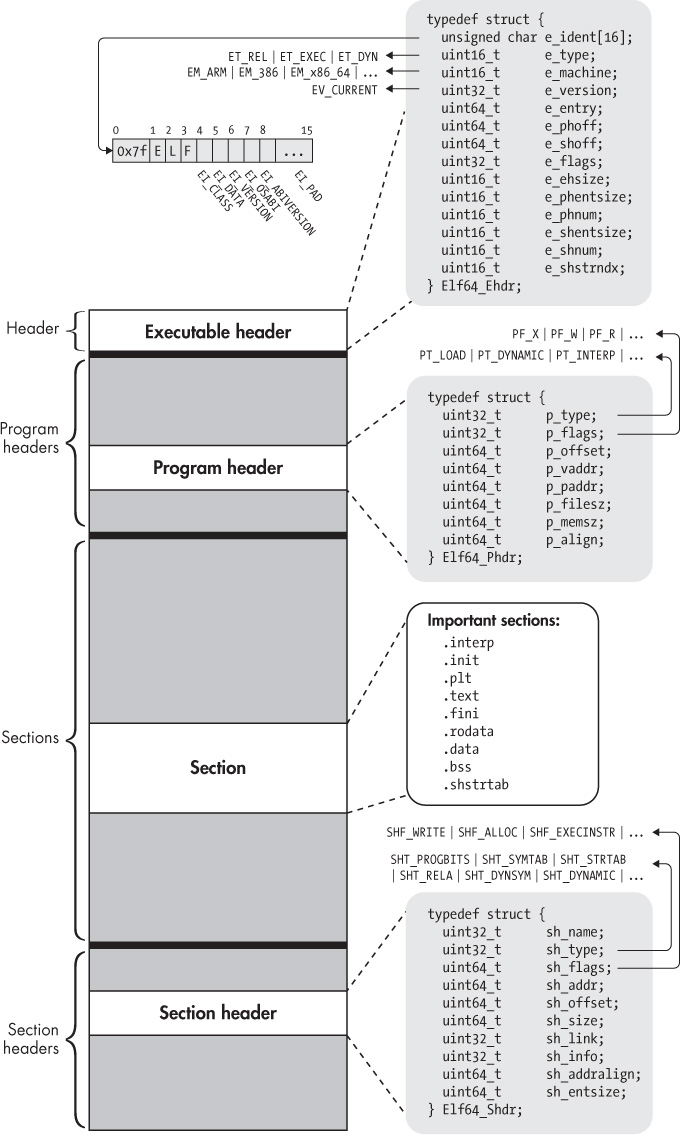 typedef struct {
unsigned char e_ident[16];
uint16_t e_type;
uint16_t e_machine;
uint32_t e_version;
uint64_t e_entry;
uint64_t e_phoff;
uint64_t e_shoff;
uint32_t e_flags;
uint16_t e_ehsize;
uint16_t e_phentsize;
uint16_t e_phnum;
uint16_t e_shentsize;
uint16_t e_shnum;
uint16_t e_shstrndx;
} Elf64_Ehdr;
ET_REL | ET_EXEC | ET_DYN
EM_ARM | EM_386 | EM_x86_64 | ...
EV_CURRENT
0 1 2 3 4 5 6 7 8 15
0x7f E L F ...
EI_CLASS
EI_DATA
EI_VERSION
EI_OSABI
EI_ABIVERSION
EI_PAD
Header
Executable header
PF_X | PF_W | PF_R | ...
PT_LOAD | PT_DYNAMIC | PT_INTERP | ...
typedef struct {
uint32_t p_type;
uint32_t p_flags;
uint64_t p_offset;
uint64_t p_vaddr;
uint64_t p_paddr;
uint64_t p_filesz;
uint64_t p_memsz;
uint64_t p_align;
} Elf64_Phdr;
Program
headers
Program header
Important sections:
.interp
.init
.plt
.text
.fini
.rodata
.data
.bss
.shstrtab
Sections
Section
SHF_WRITE | SHF_ALLOC | SHF_EXECINSTR | ...
SHT_PROGBITS | SHT_SYMTAB | SHT_STRTAB
| SHT_RELA | SHT_DYNSYM | SHT_DYNAMIC | ...
typedef struct {
uint32_t sh_name;
uint32_t sh_type;
uint64_t sh_flags;
uint64_t sh_addr;
uint64_t sh_offset;
uint64_t sh_size;
uint32_t sh_link;
uint32_t sh_info;
uint64_t sh_addralign;
uint64_t sh_entsize;
} Elf64_Shdr;
Section
headers
Section header